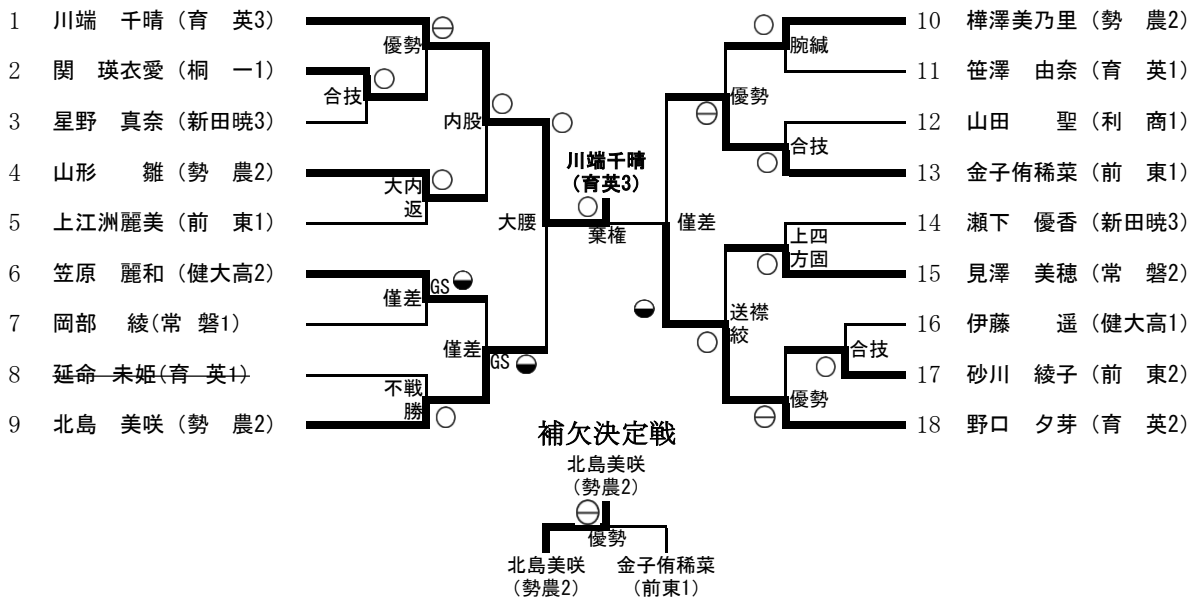 1 川端 千晴 (育 英3)
2 関 瑛衣愛 (桐 一1)
3 星野 真奈 (新田暁3)
4 山形 雛 (勢 農2)
5 上江洲麗美 (前 東1)
6 笠原 麗和 (健大高2)
7 岡部 綾(常 磐1)
8 延命 未姫(育 英1)
9 北島 美咲 (勢 農2)
優勢
合技
内股
大内
返
大腰
GS
僅差
僅差
GS
不戦
勝
川端千晴
(育英3)
棄権
10 樺澤美乃里 (勢 農2)
11 笹澤 由奈 (育 英1)
12 山田 聖 (利 商1)
13 金子侑稀菜 (前 東1)
14 瀬下 優香 (新田暁3)
15 見澤 美穂 (常 磐2)
16 伊藤 遥 (健大高1)
17 砂川 綾子 (前 東2)
18 野口 夕芽 (育 英2)
腕緘
優勢
合技
僅差
上四
方固
送襟
絞
合技
優勢
補欠決定戦
北島美咲
(勢農2)
優勢
北島美咲
(勢農2)
金子侑稀菜
(前東1)